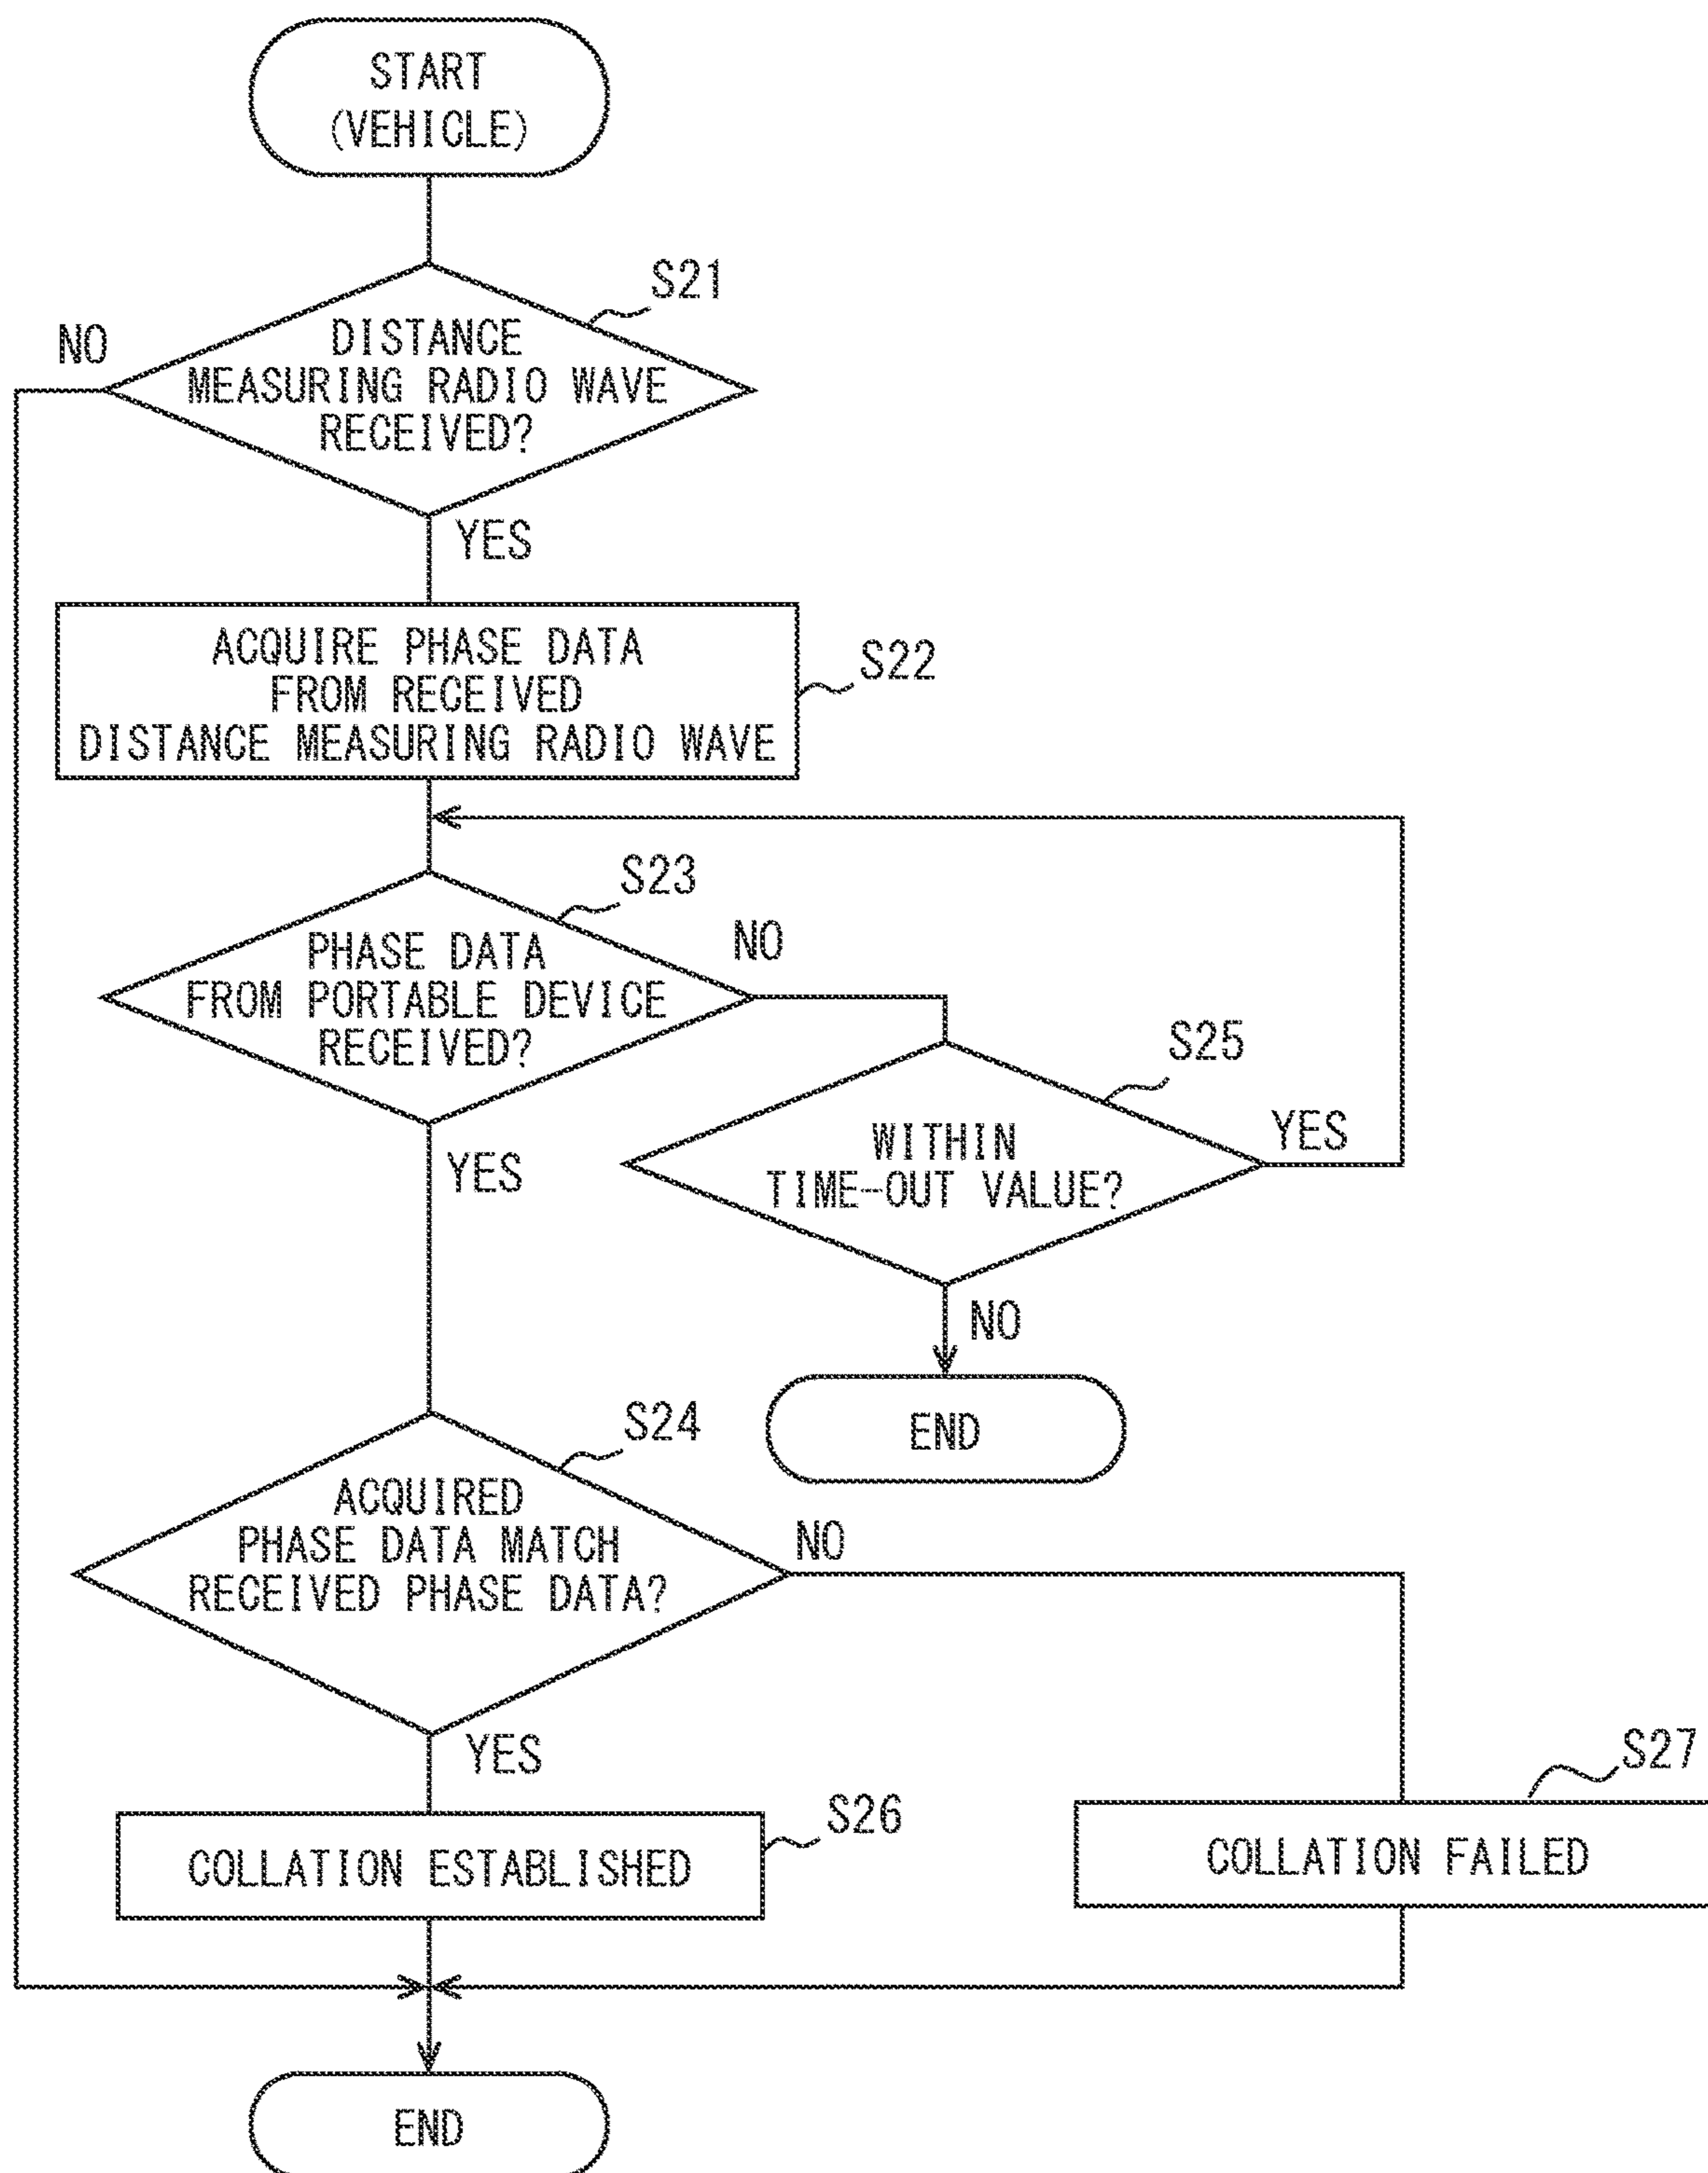 START
(VEHICLE)
S21
NO
DISTANCE
MEASURING RADIO WAVE
RECEIVED?
YES
ACQUIRE PHASE DATA
FROM RECEIVED
DISTANCE MEASURING RADIO WAVE
S22
S23
NO
PHASE DATA
FROM PORTABLE DEVICE
RECEIVED?
YES
S25
WITHIN
TIME-OUT VALUE?
YES
NO
END
S24
ACQUIRED
PHASE DATA MATCH
RECEIVED PHASE DATA?
NO
YES
S26
COLLATION ESTABLISHED
S27
COLLATION FAILED
END